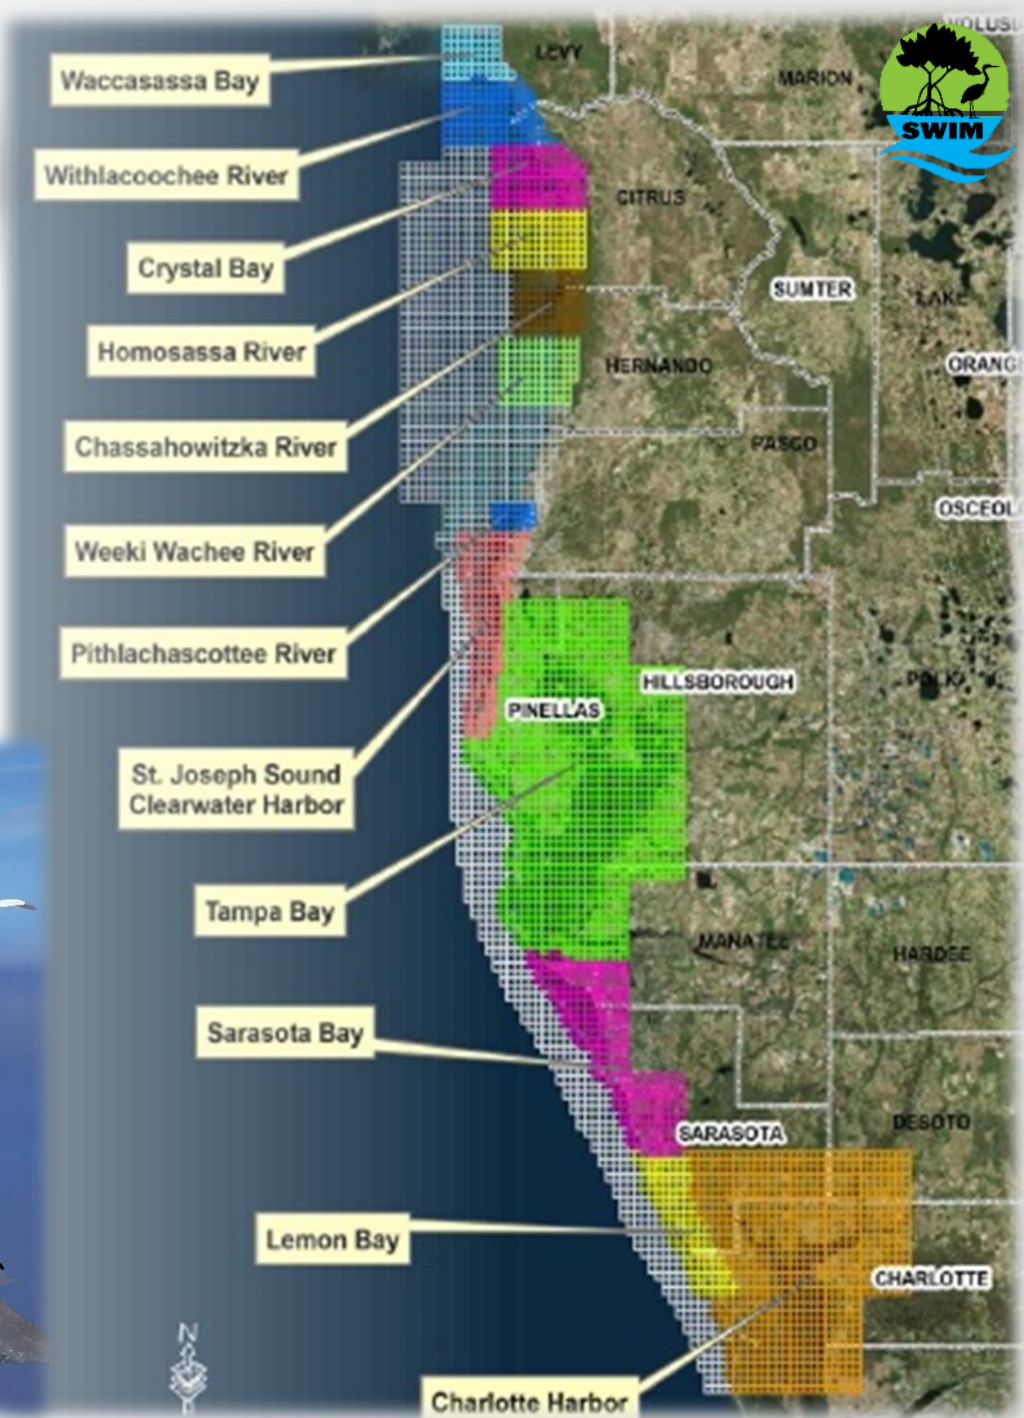 VOLUSI
LEVY
MARION
SWIM
Waccasassa Bay
Withlacoochee River
CITRUS
Crystal Bay
SUMTER
LAKE
Homosassa River
HERNANDO
ORANG
Chassahowitzka River
PASCO
OSCEOL
Weeki Wachee River
Pithlachascottee River
HILLSBOROUGH
POLK
PINELLAS
St. Joseph Sound
Clearwater Harbor
Tampa Bay
MANATEE
HARDEE
Sarasota Bay
DESOTO
SARASOTA
Lemon Bay
CHARLOTTE
N
Charlotte Harbor